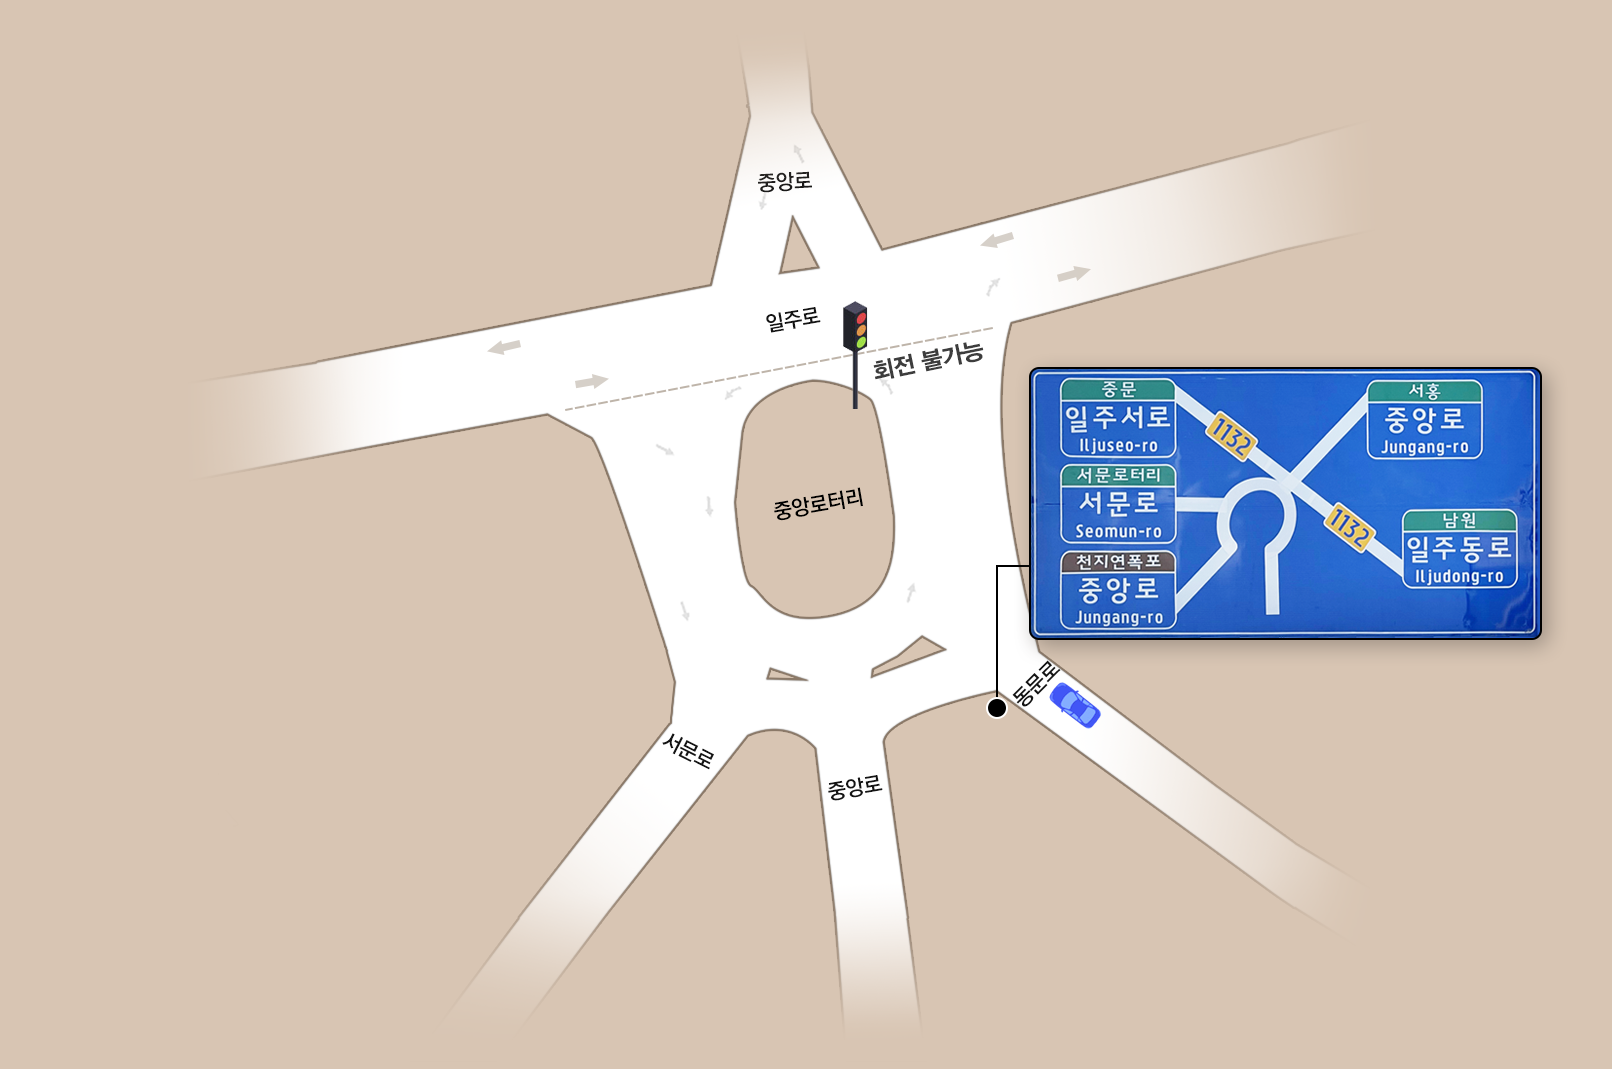 중앙로
일주로
회전 불가능
중앙로터리
동문로
서문로
중앙로
중문
일주서로
Iljuseo-ro
1132
서홍
중앙로
Jungang-ro
서문로터리
서문로
Seomun-ro
1132
남원
일주동로
Iljudong-ro
천지연폭포
중앙로
Jungang-ro